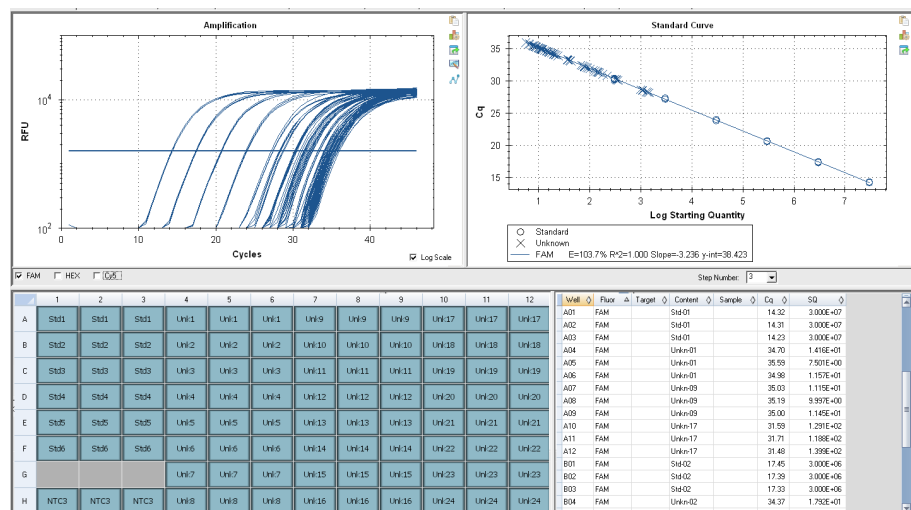 Amplification
10^4
10^2
RFU
0 10 20 30 40
Cycles
Log Scale
Standard Curve
35
30
25
20
15
Cq
1 2 3 4 5 6 7
Log Starting Quantity
Standard
Unknown
FAM E=103.7% R^2=1.000 Slope=-3.236 y-int=38.423
FAM HEX Cy5 Step Number: 3
1 2 3 4 5 6 7 8 9 10 11 12
A Std1 Std1 Std1 Unk1 Unk1 Unk1 Unk9 Unk9 Unk9 Unk17 Unk17 Unk17
B Std2 Std2 Std2 Unk2 Unk2 Unk2 Unk10 Unk10 Unk10 Unk18 Unk18 Unk18
C Std3 Std3 Std3 Unk3 Unk3 Unk3 Unk11 Unk11 Unk11 Unk19 Unk19 Unk19
D Std4 Std4 Std4 Unk4 Unk4 Unk4 Unk12 Unk12 Unk12 Unk20 Unk20 Unk20
E Std5 Std5 Std5 Unk5 Unk5 Unk5 Unk13 Unk13 Unk13 Unk21 Unk21 Unk21
F Std6 Std6 Std6 Unk6 Unk6 Unk6 Unk14 Unk14 Unk14 Unk22 Unk22 Unk22
G Unk7 Unk7 Unk7 Unk15 Unk15 Unk15 Unk23 Unk23 Unk23
H NTC3 NTC3 NTC3 Unk8 Unk8 Unk8 Unk16 Unk16 Unk16 Unk24 Unk24 Unk24
Well Fluor Target Content Sample Cq SQ
A01 FAM Std-01 14.32 3.000E+07
A02 FAM Std-01 14.31 3.000E+07
A03 FAM Std-01 14.23 3.000E+07
A04 FAM Unkn-01 34.70 1.416E+01
A05 FAM Unkn-01 35.59 7.501E+00
A06 FAM Unkn-01 34.98 1.157E+01
A07 FAM Unkn-09 35.03 1.115E+01
A08 FAM Unkn-09 35.19 9.997E+00
A09 FAM Unkn-09 35.00 1.145E+01
A10 FAM Unkn-17 31.59 1.291E+02
A11 FAM Unkn-17 31.71 1.188E+02
A12 FAM Unkn-17 31.48 1.399E+02
B01 FAM Std-02 17.45 3.000E+06
B02 FAM Std-02 17.39 3.000E+06
B03 FAM Std-02 17.33 3.000E+06
B04 FAM Unkn-02 34.37 1.792E+01